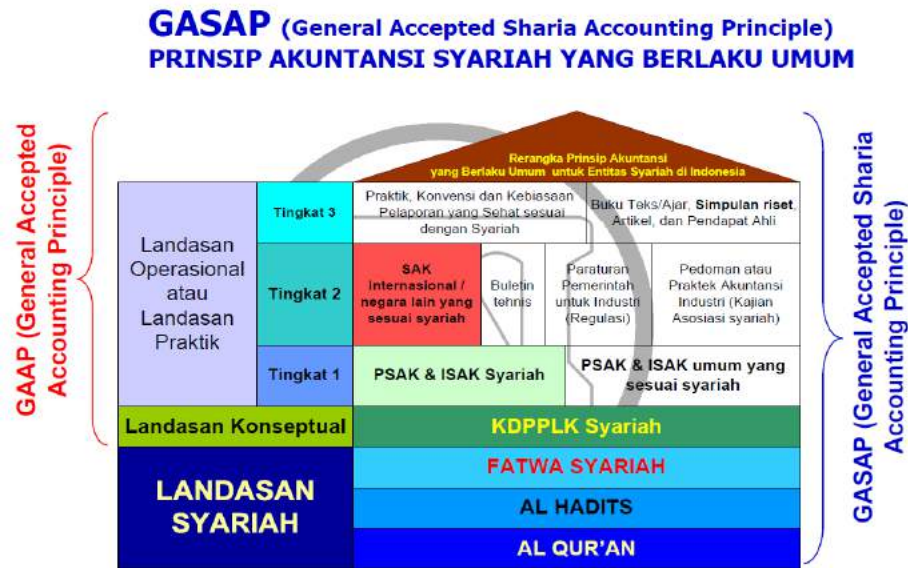 GASAP (General Accepted Sharia Accounting Principle)
PRINSIP AKUNTANSI SYARIAH YANG BERLAKU UMUM
GAAP (General Accepted
Accounting Principle)
Rerangka Prinsip Akuntansi
yang Berlaku Umum untuk Entitas Syariah di Indonesia
Landasan
Operasional
atau
Landasan
Praktik
Tingkat 3
Praktik, Konvensi dan Kebiasaan
Pelaporan yang Sehat sesuai
dengan Syariah
Buku Teks/Ajar, Simpulan riset,
Artikel, dan Pendapat Ahli
Tingkat 2
SAK
Internasional /
negara lain yang
sesuai syariah
Buletin
tehnis
Paraturan
Pemerintah
untuk Industri
(Regulasi)
Pedoman atau
Praktek Akuntansi
Industri (Kajian
Asosiasi syariah)
Tingkat 1
PSAK & ISAK Syariah
PSAK & ISAK umum yang
sesuai syariah
Landasan Konseptual
KDPPLK Syariah
LANDASAN
SYARIAH
FATWA SYARIAH
AL HADITS
AL QUR'AN
GASAP (General Accepted Sharia
Accounting Principle)